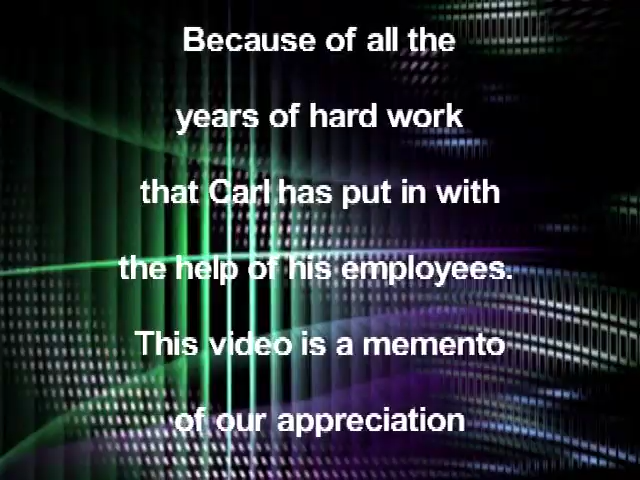 Because of all the
years of hard work
that Carl has put in with
the help of his employees.
This video is a memento
of our appreciation